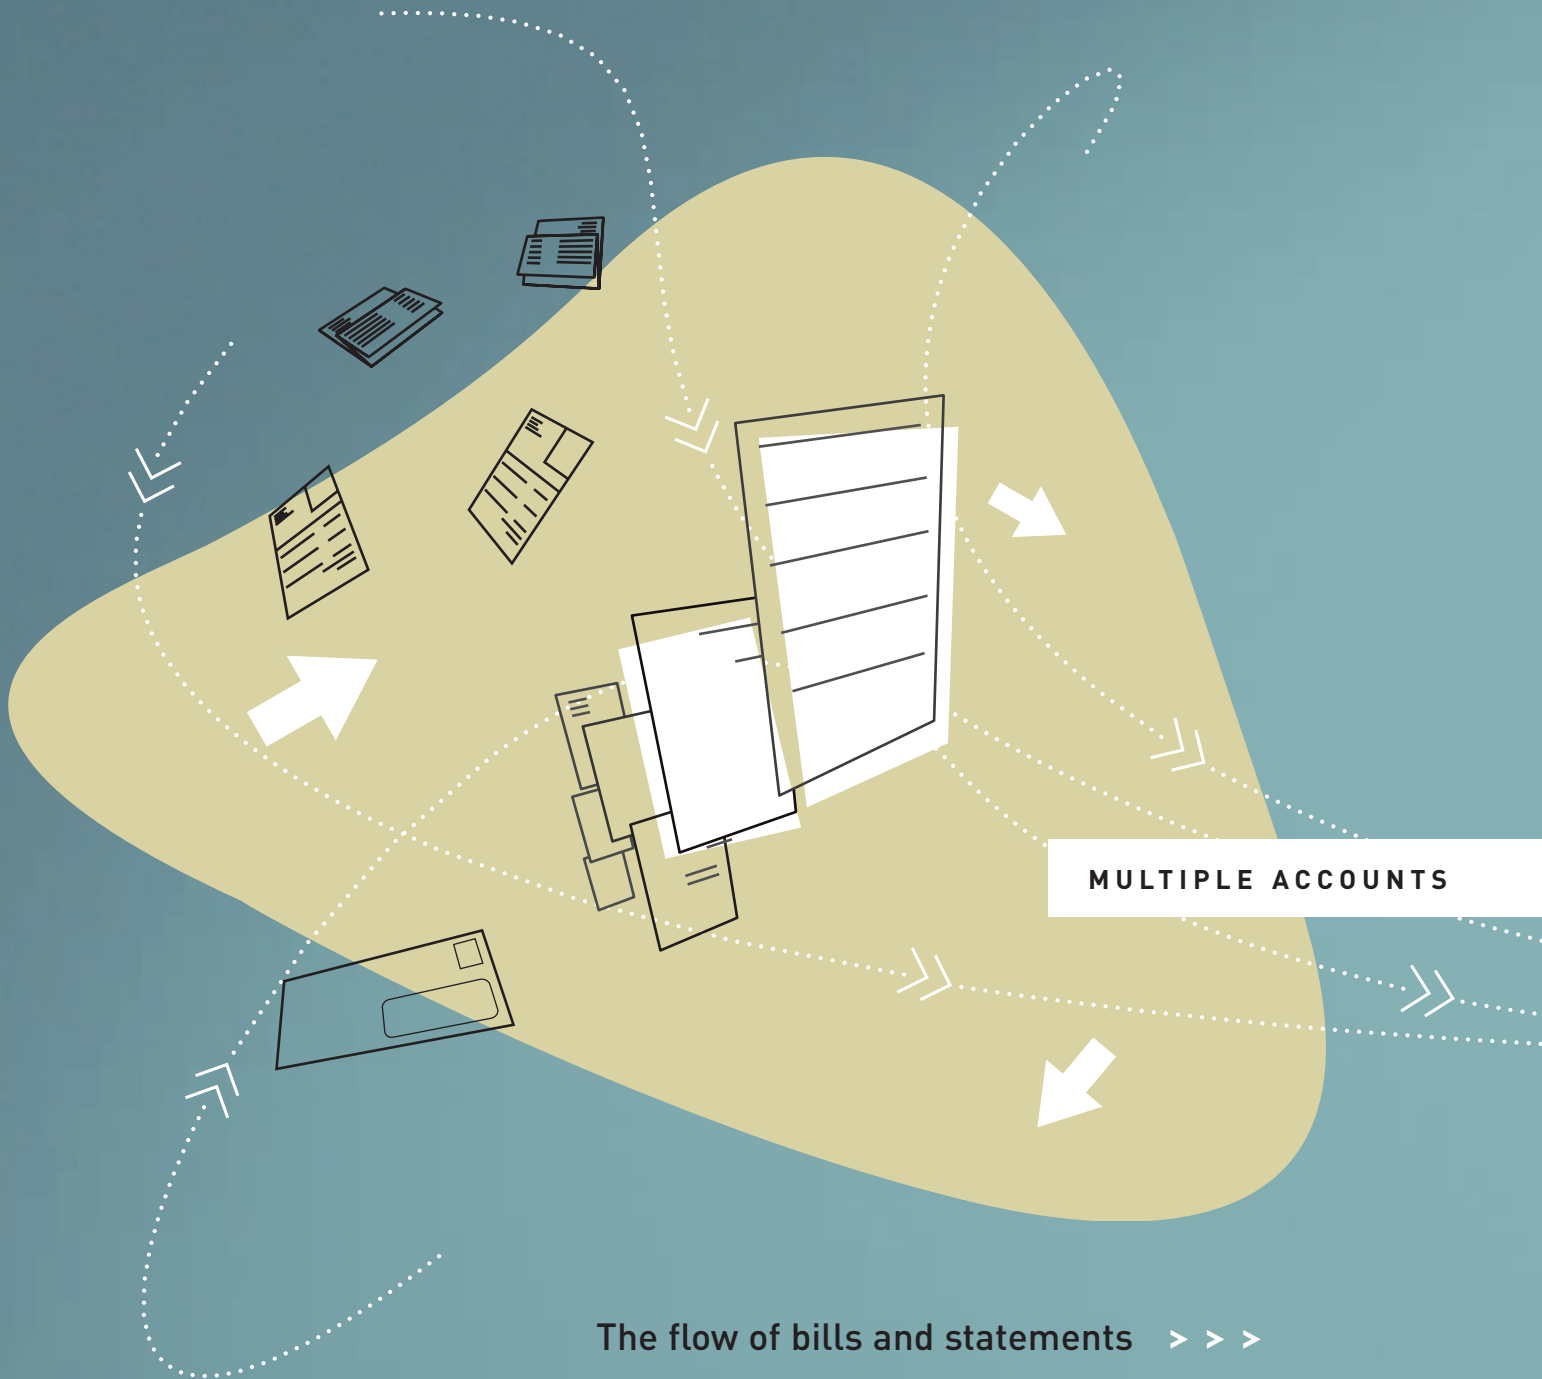 MULTIPLE ACCOUNTS
The flow of bills and statements > > >